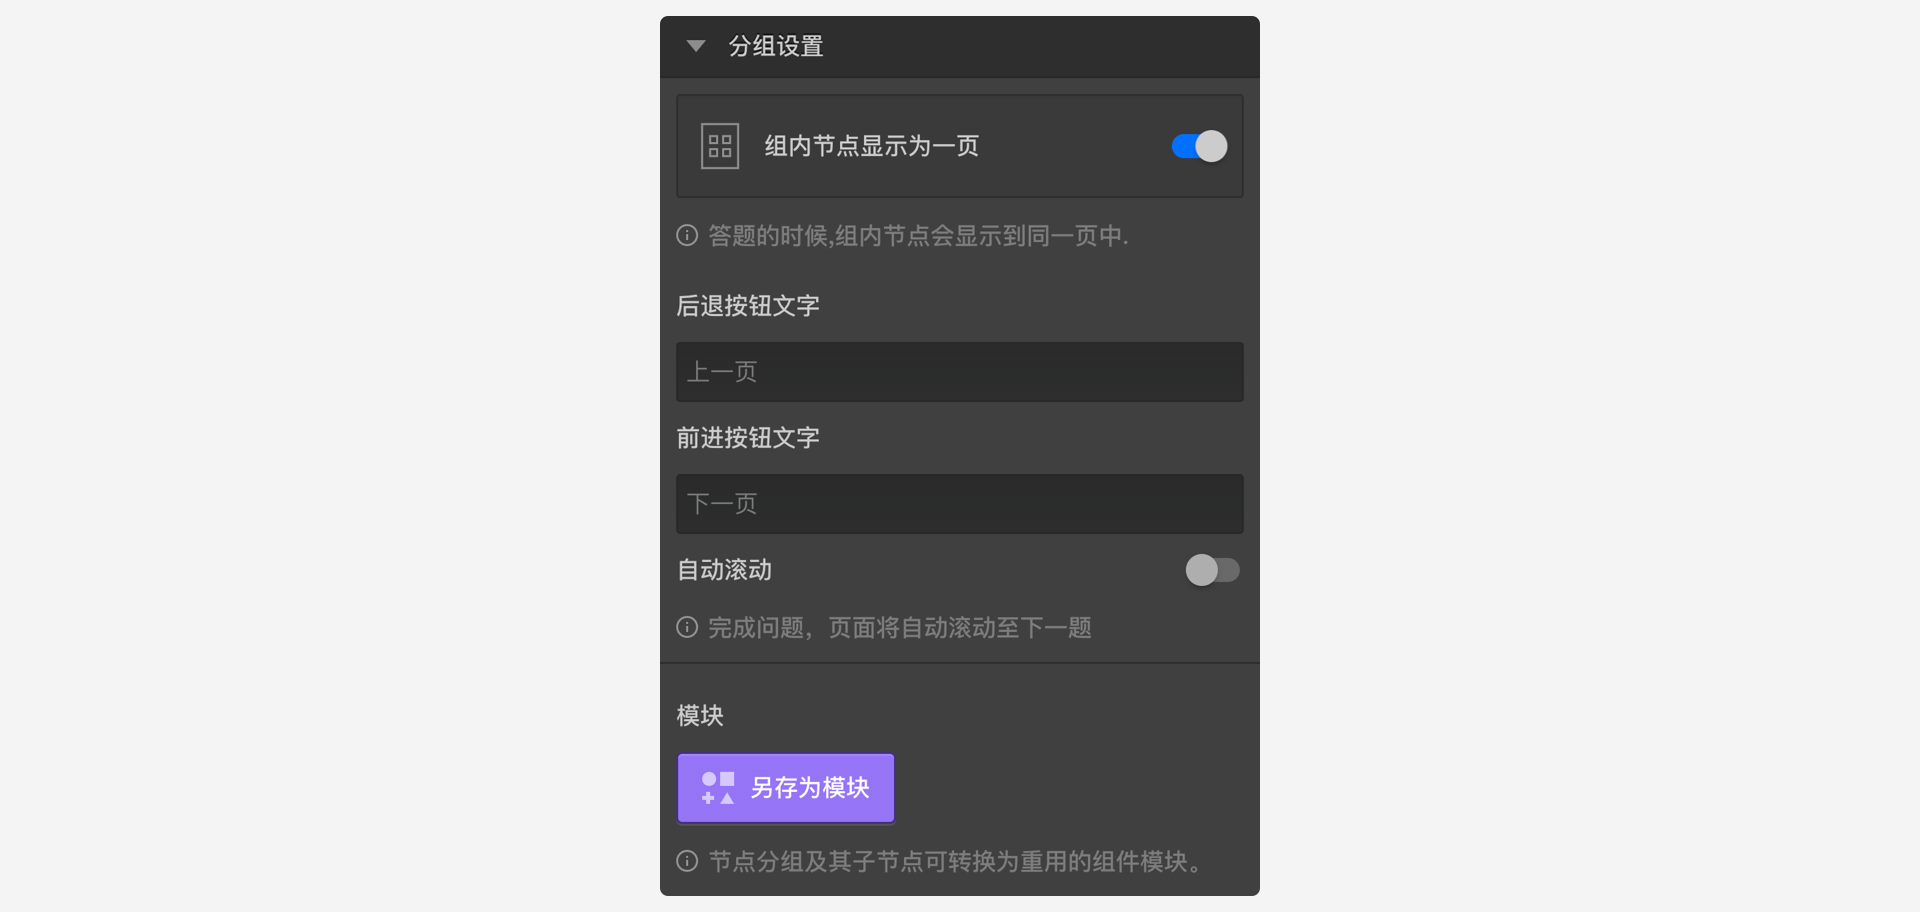 分组设置
组内节点显示为一页
答题的时候,组内节点会显示到同一页中.
后退按钮文字
上一页
前进按钮文字
下一页
自动滚动
完成问题，页面将自动滚动至下一题
模块
另存为模块
节点分组及其子节点可转换为重用的组件模块。